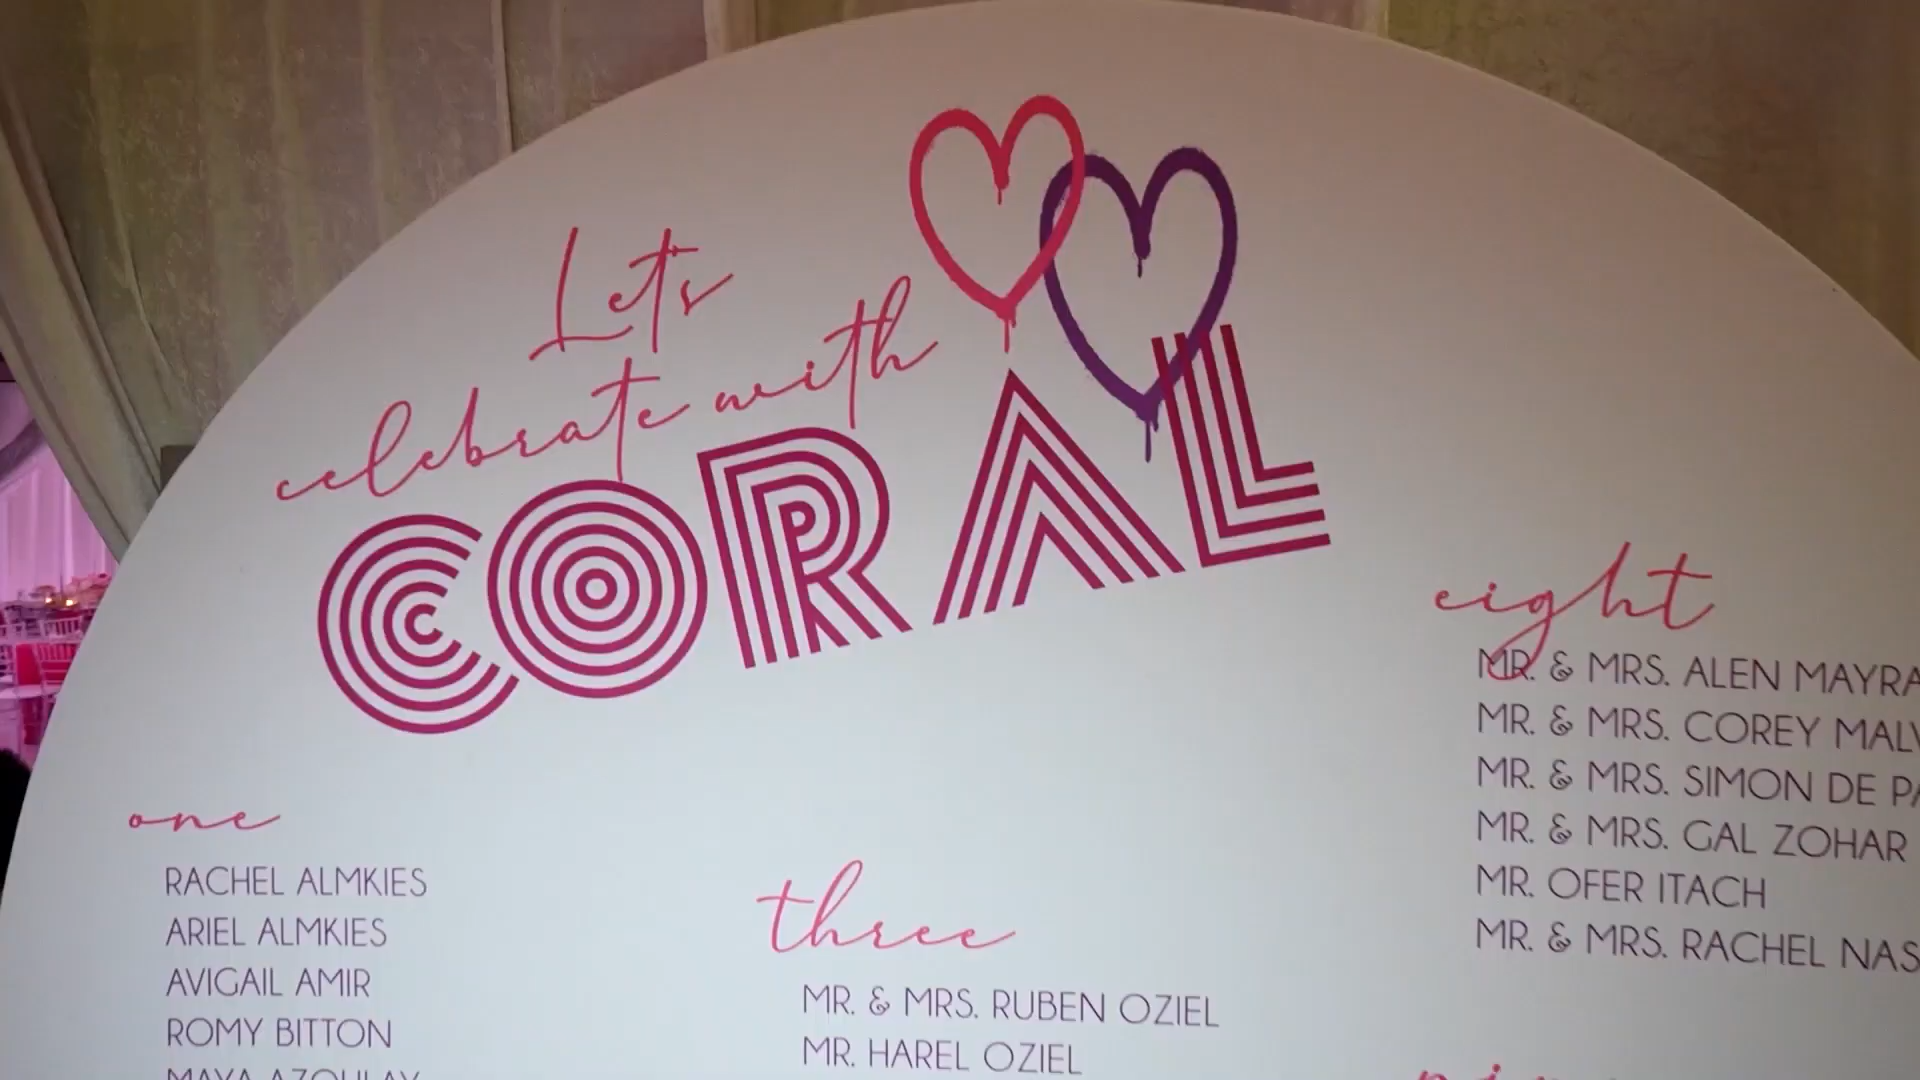 Let's
celebrate with
CORAL
one
RACHEL ALMKIES
ARIEL ALMKIES
AVIGAIL AMIR
ROMY BITTON
MAYA AZOULAY
three
MR. & MRS. RUBEN OZIEL
MR. HAREL OZIEL
eight
MR. & MRS. ALEN MAYRA
MR. & MRS. COREY
MR. & MRS. SIMON DE
MR. & MRS. GAL ZOHAR
MR. OFER ITACH
MR. & MRS. RACHEL NAS